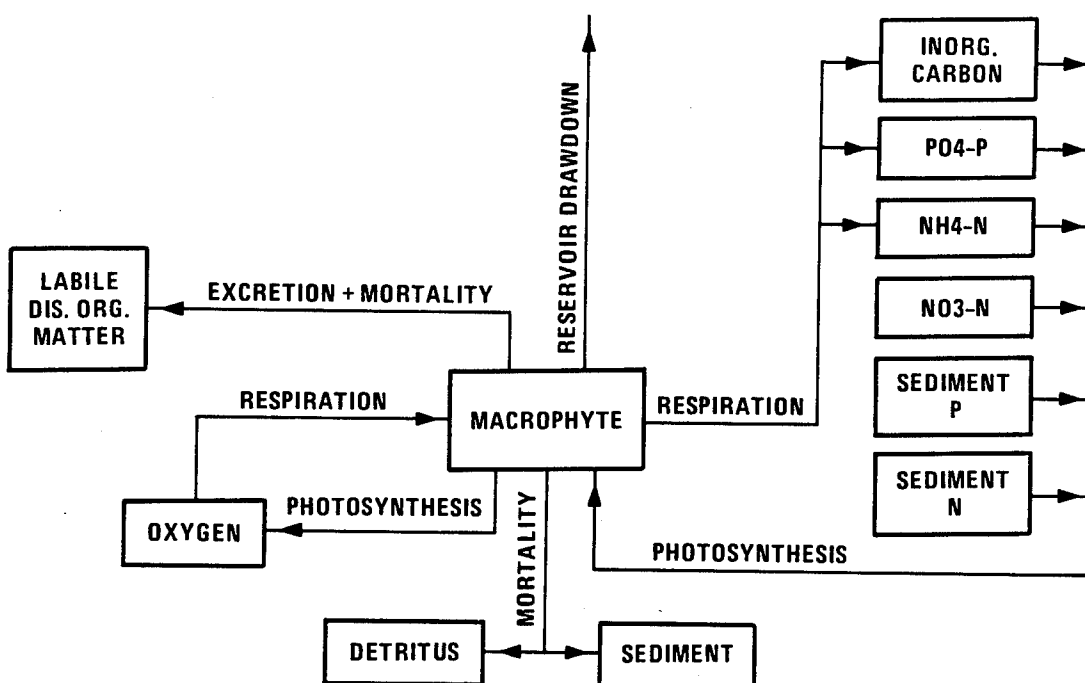 INORG.
CARBON
PO4-P
NH4-N
NO3-N
SEDIMENT
P
SEDIMENT
N
RESERVOIR DRAWDOWN
LABILE
DIS. ORG.
MATTER
EXCRETION + MORTALITY
RESPIRATION
MACROPHYTE
RESPIRATION
OXYGEN
PHOTOSYNTHESIS
MORTALITY
PHOTOSYNTHESIS
DETRITUS
SEDIMENT